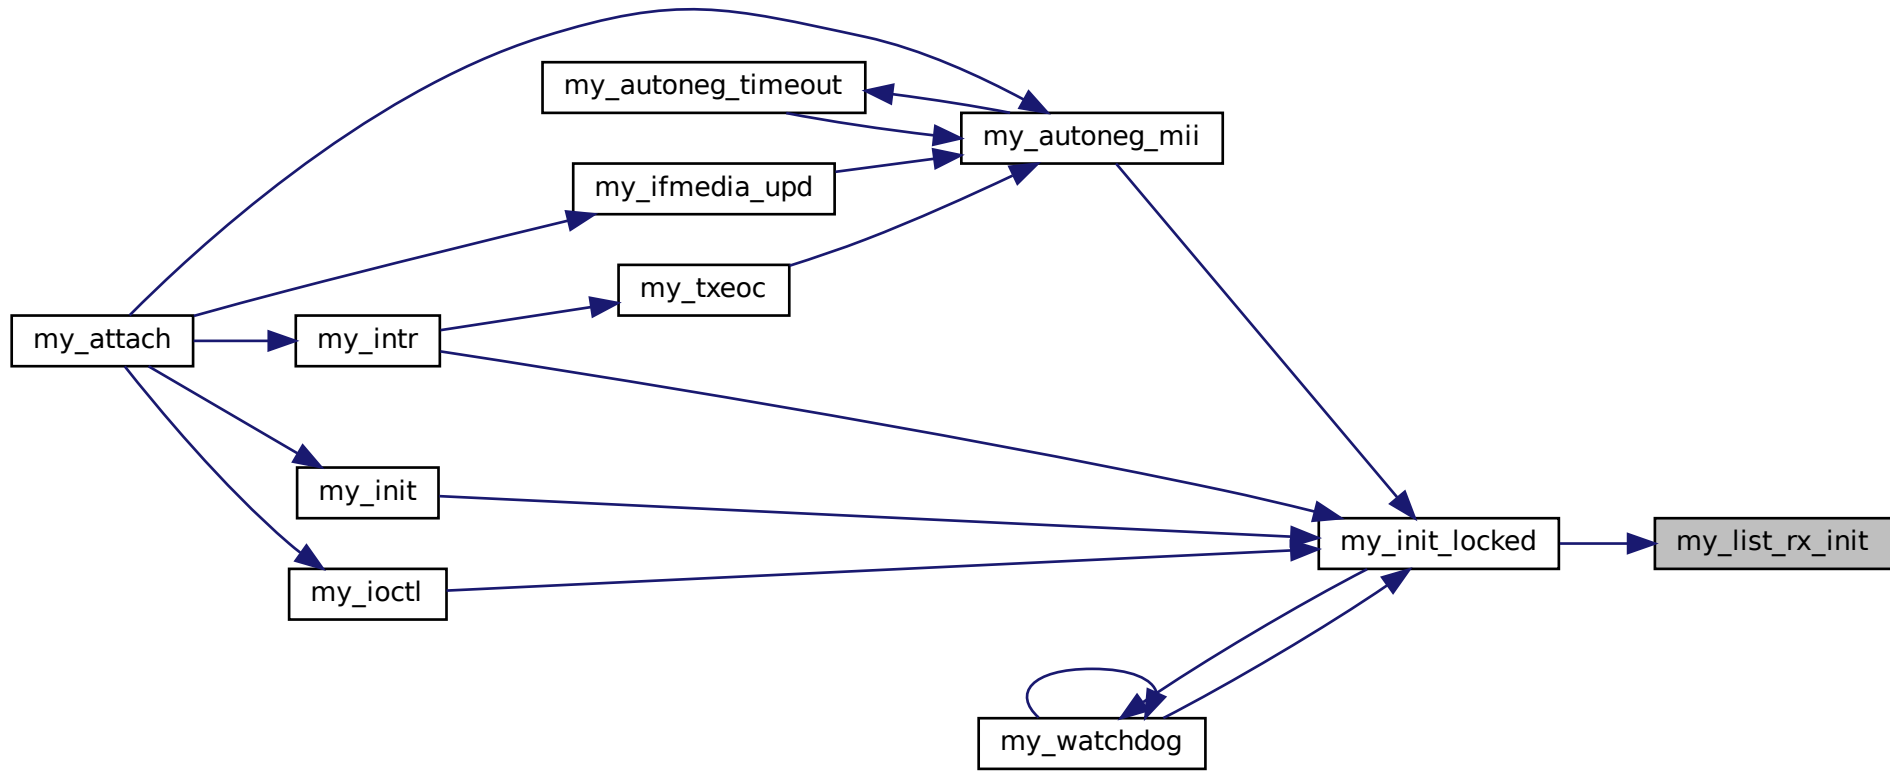 my_autoneg_timeout
my_autoneg_mii
my_ifmedia_upd
my_txeoc
my_attach
my_intr
my_init
my_init_locked
my_list_rx_init
my_ioctl
my_watchdog